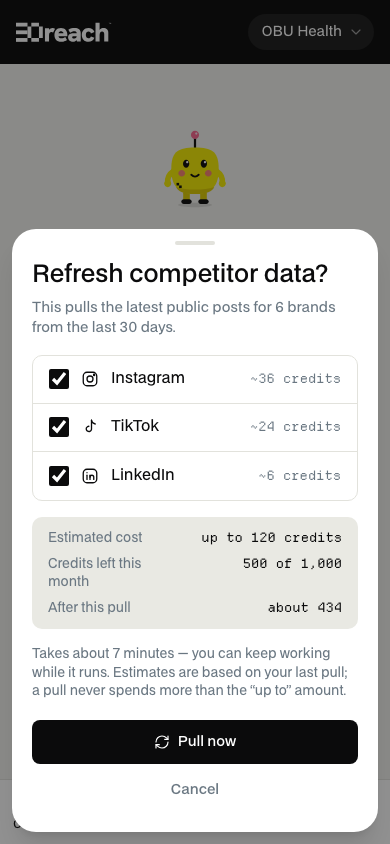 reach
OBU Health
Refresh competitor data?
This pulls the latest public posts for 6 brands
from the last 30 days.
Instagram ~36 credits
TikTok ~24 credits
LinkedIn ~6 credits
Estimated cost up to 120 credits
Credits left this month 500 of 1,000
After this pull about 434
Takes about 7 minutes — you can keep working
while it runs. Estimates are based on your last pull;
a pull never spends more than the “up to” amount.
Pull now
Cancel